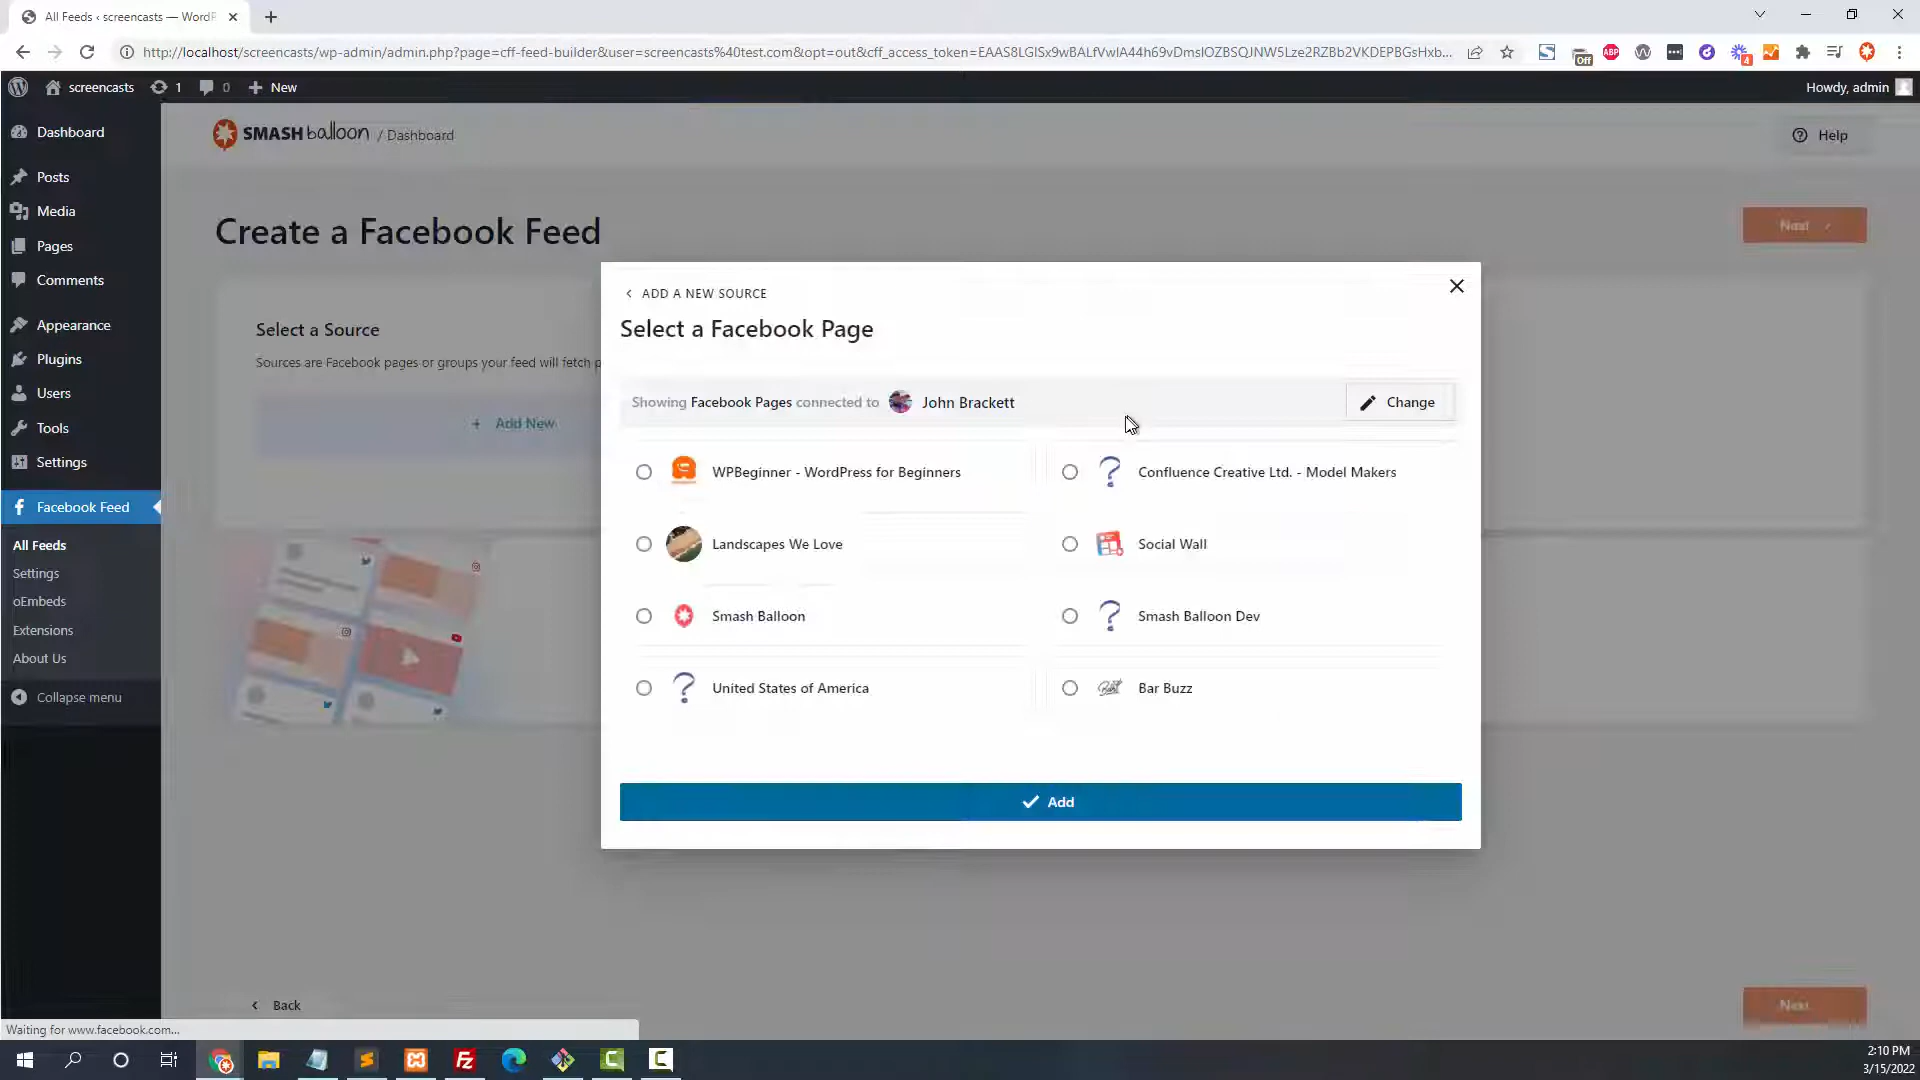 All Feeds ‹ screencasts — WordP
http://localhost/screencasts/wp-admin/admin.php?page=cff-feed-builder&user=screencasts%40test.com&opt=out&cff_access_token=EAAS8LGISx9wBALfVwIA44h69vDmsIOZBSQJNW5Lze2RZBb2VKDEPBGsHxb...
Off
ABP
4
screencasts
1
0
New
Howdy, admin
Dashboard
Posts
Media
Pages
Comments
Appearance
Plugins
Users
Tools
Settings
Facebook Feed
All Feeds
Settings
oEmbeds
Extensions
About Us
Collapse menu
SMASH balloon / Dashboard
Help
Create a Facebook Feed
Next
Select a Source
Sources are Facebook pages or groups your feed will fetch p
+ Add New
ADD A NEW SOURCE
Select a Facebook Page
Showing Facebook Pages connected to John Brackett
Change
WPBeginner - WordPress for Beginners
Confluence Creative Ltd. - Model Makers
Landscapes We Love
Social Wall
Smash Balloon
Smash Balloon Dev
United States of America
Bar Buzz
Add
Back
Next
Waiting for www.facebook.com...
2:10 PM
3/15/2022